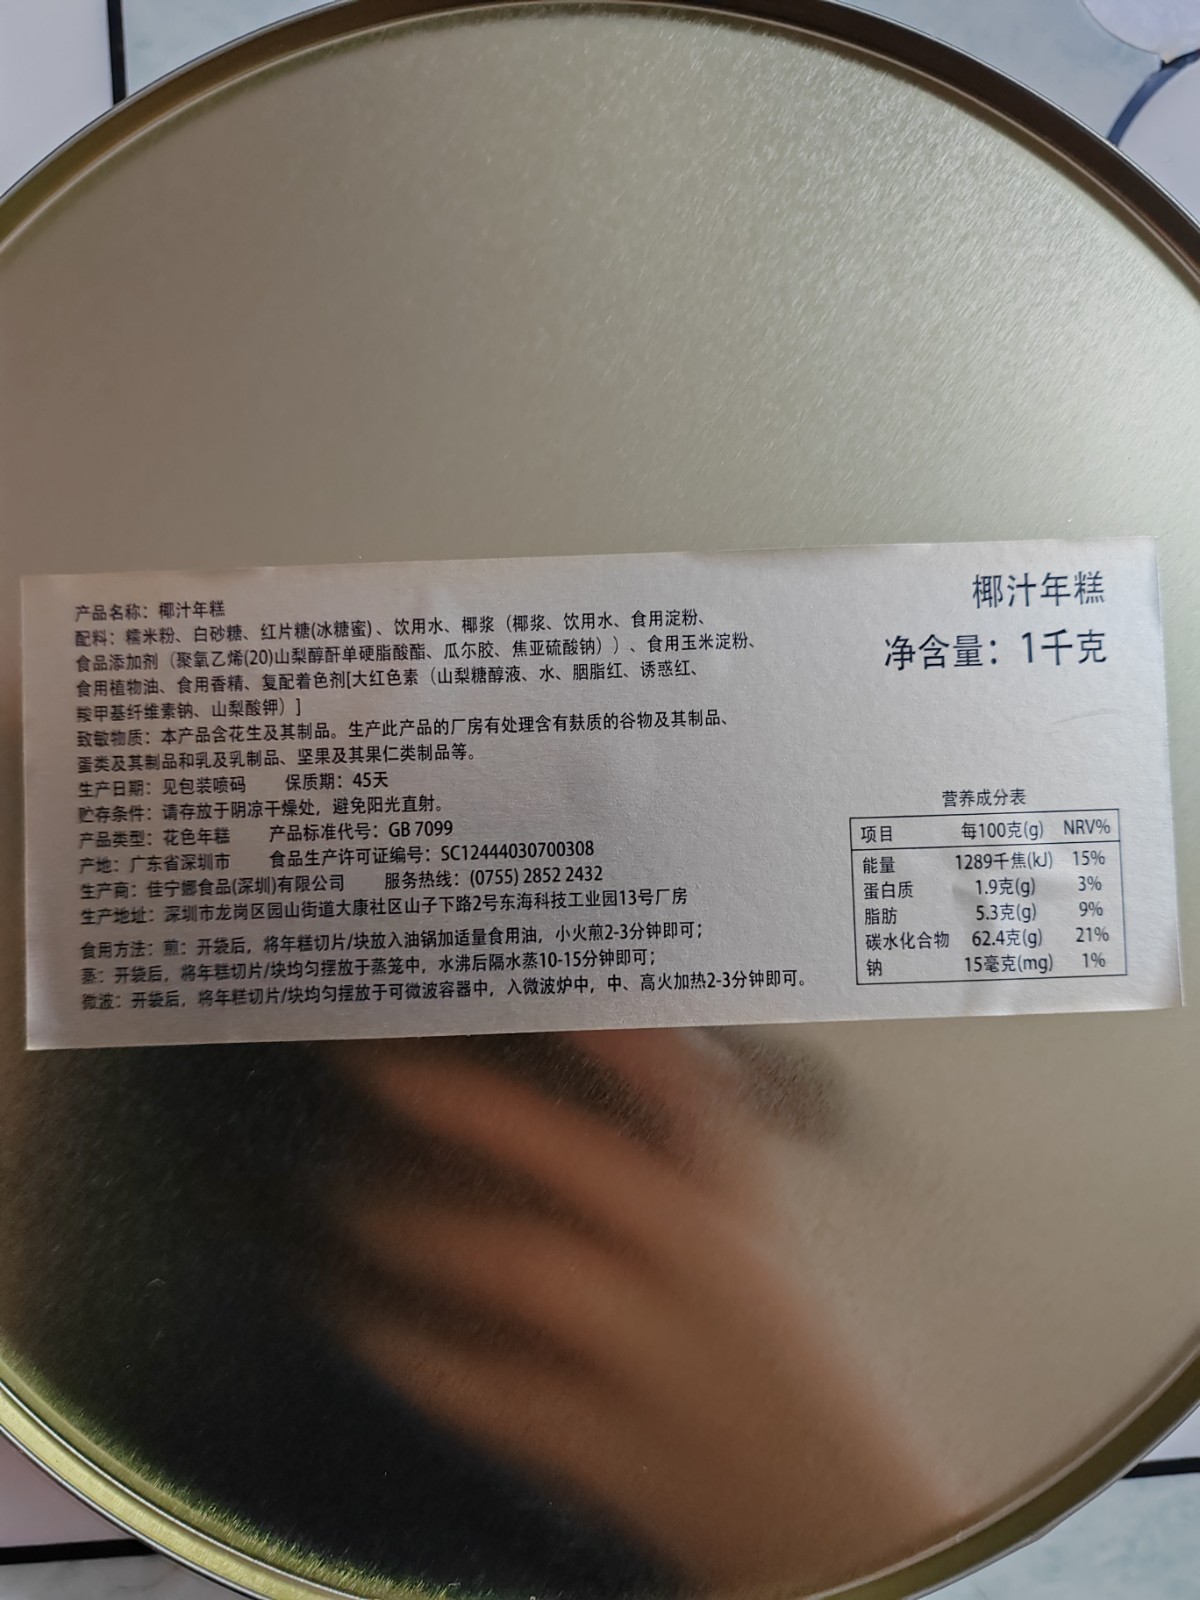 产品名称：椰汁年糕
配料：糯米粉、白砂糖、红片糖(冰糖蜜)、饮用水、椰浆（椰浆、饮用水、食用淀粉、
食品添加剂（聚氧乙烯(20)山梨醇酐单硬脂酸酯、瓜尔胶、焦亚硫酸钠））、食用玉米淀粉、
食用植物油、食用香精、复配着色剂[大红色素（山梨糖醇液、水、胭脂红、诱惑红、
羧甲基纤维素钠、山梨酸钾）]
致敏物质：本产品含花生及其制品。生产此产品的厂房有处理含有麸质的谷物及其制品、
蛋类及其制品和乳及乳制品、坚果及其果仁类制品等。
生产日期：见包装喷码 保质期：45天
贮存条件：请存放于阴凉干燥处，避免阳光直射。
产品类型：花色年糕 产品标准代号：GB 7099
产地：广东省深圳市 食品生产许可证编号：SC12444030700308
生产商：佳宁娜食品(深圳)有限公司 服务热线：(0755) 2852 2432
生产地址：深圳市龙岗区园山街道大康社区山子下路2号东海科技工业园13号厂房
食用方法：煎：开袋后，将年糕切片/块放入油锅加适量食用油，小火煎2-3分钟即可；
蒸：开袋后，将年糕切片/块均匀摆放于蒸笼中，水沸后隔水蒸10-15分钟即可；
微波：开袋后，将年糕切片/块均匀摆放于可微波容器中，入微波炉中，中、高火加热2-3分钟即可。
椰汁年糕
净含量：1千克
营养成分表
项目 每100克(g) NRV%
能量 1289千焦(kJ) 15%
蛋白质 1.9克(g) 3%
脂肪 5.3克(g) 9%
碳水化合物 62.4克(g) 21%
钠 15毫克(mg) 1%